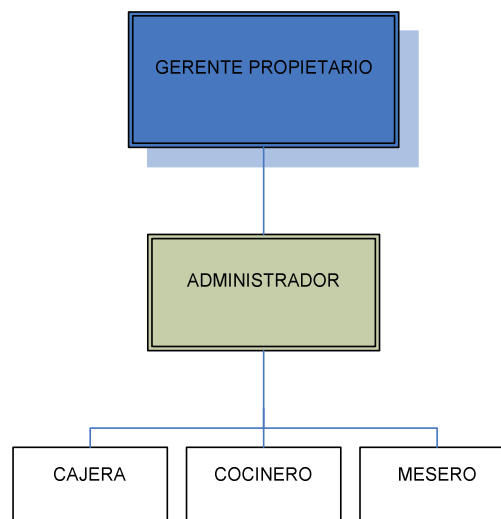 GERENTE PROPIETARIO
ADMINISTRADOR
CAJERA
COCINERO
MESERO